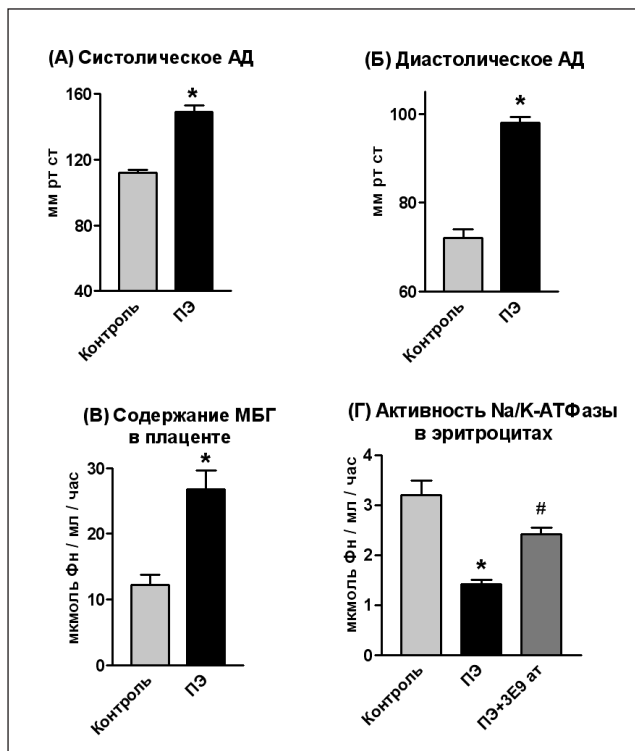 (А) Систолическое АД
мм рт ст
160
120
80
40
*
Контроль
ПЭ
(Б) Диастолическое АД
мм рт ст
100
80
60
*
Контроль
ПЭ
(В) Содержание МБГ
в плаценте
мкмоль Фн / мл / час
30
20
10
0
*
Контроль
ПЭ
(Г) Активность Na/K-АТФазы
в эритроцитах
мкмоль Фн / мл / час
4
3
2
1
0
*
#
Контроль
ПЭ
ПЭ+3E9 ат